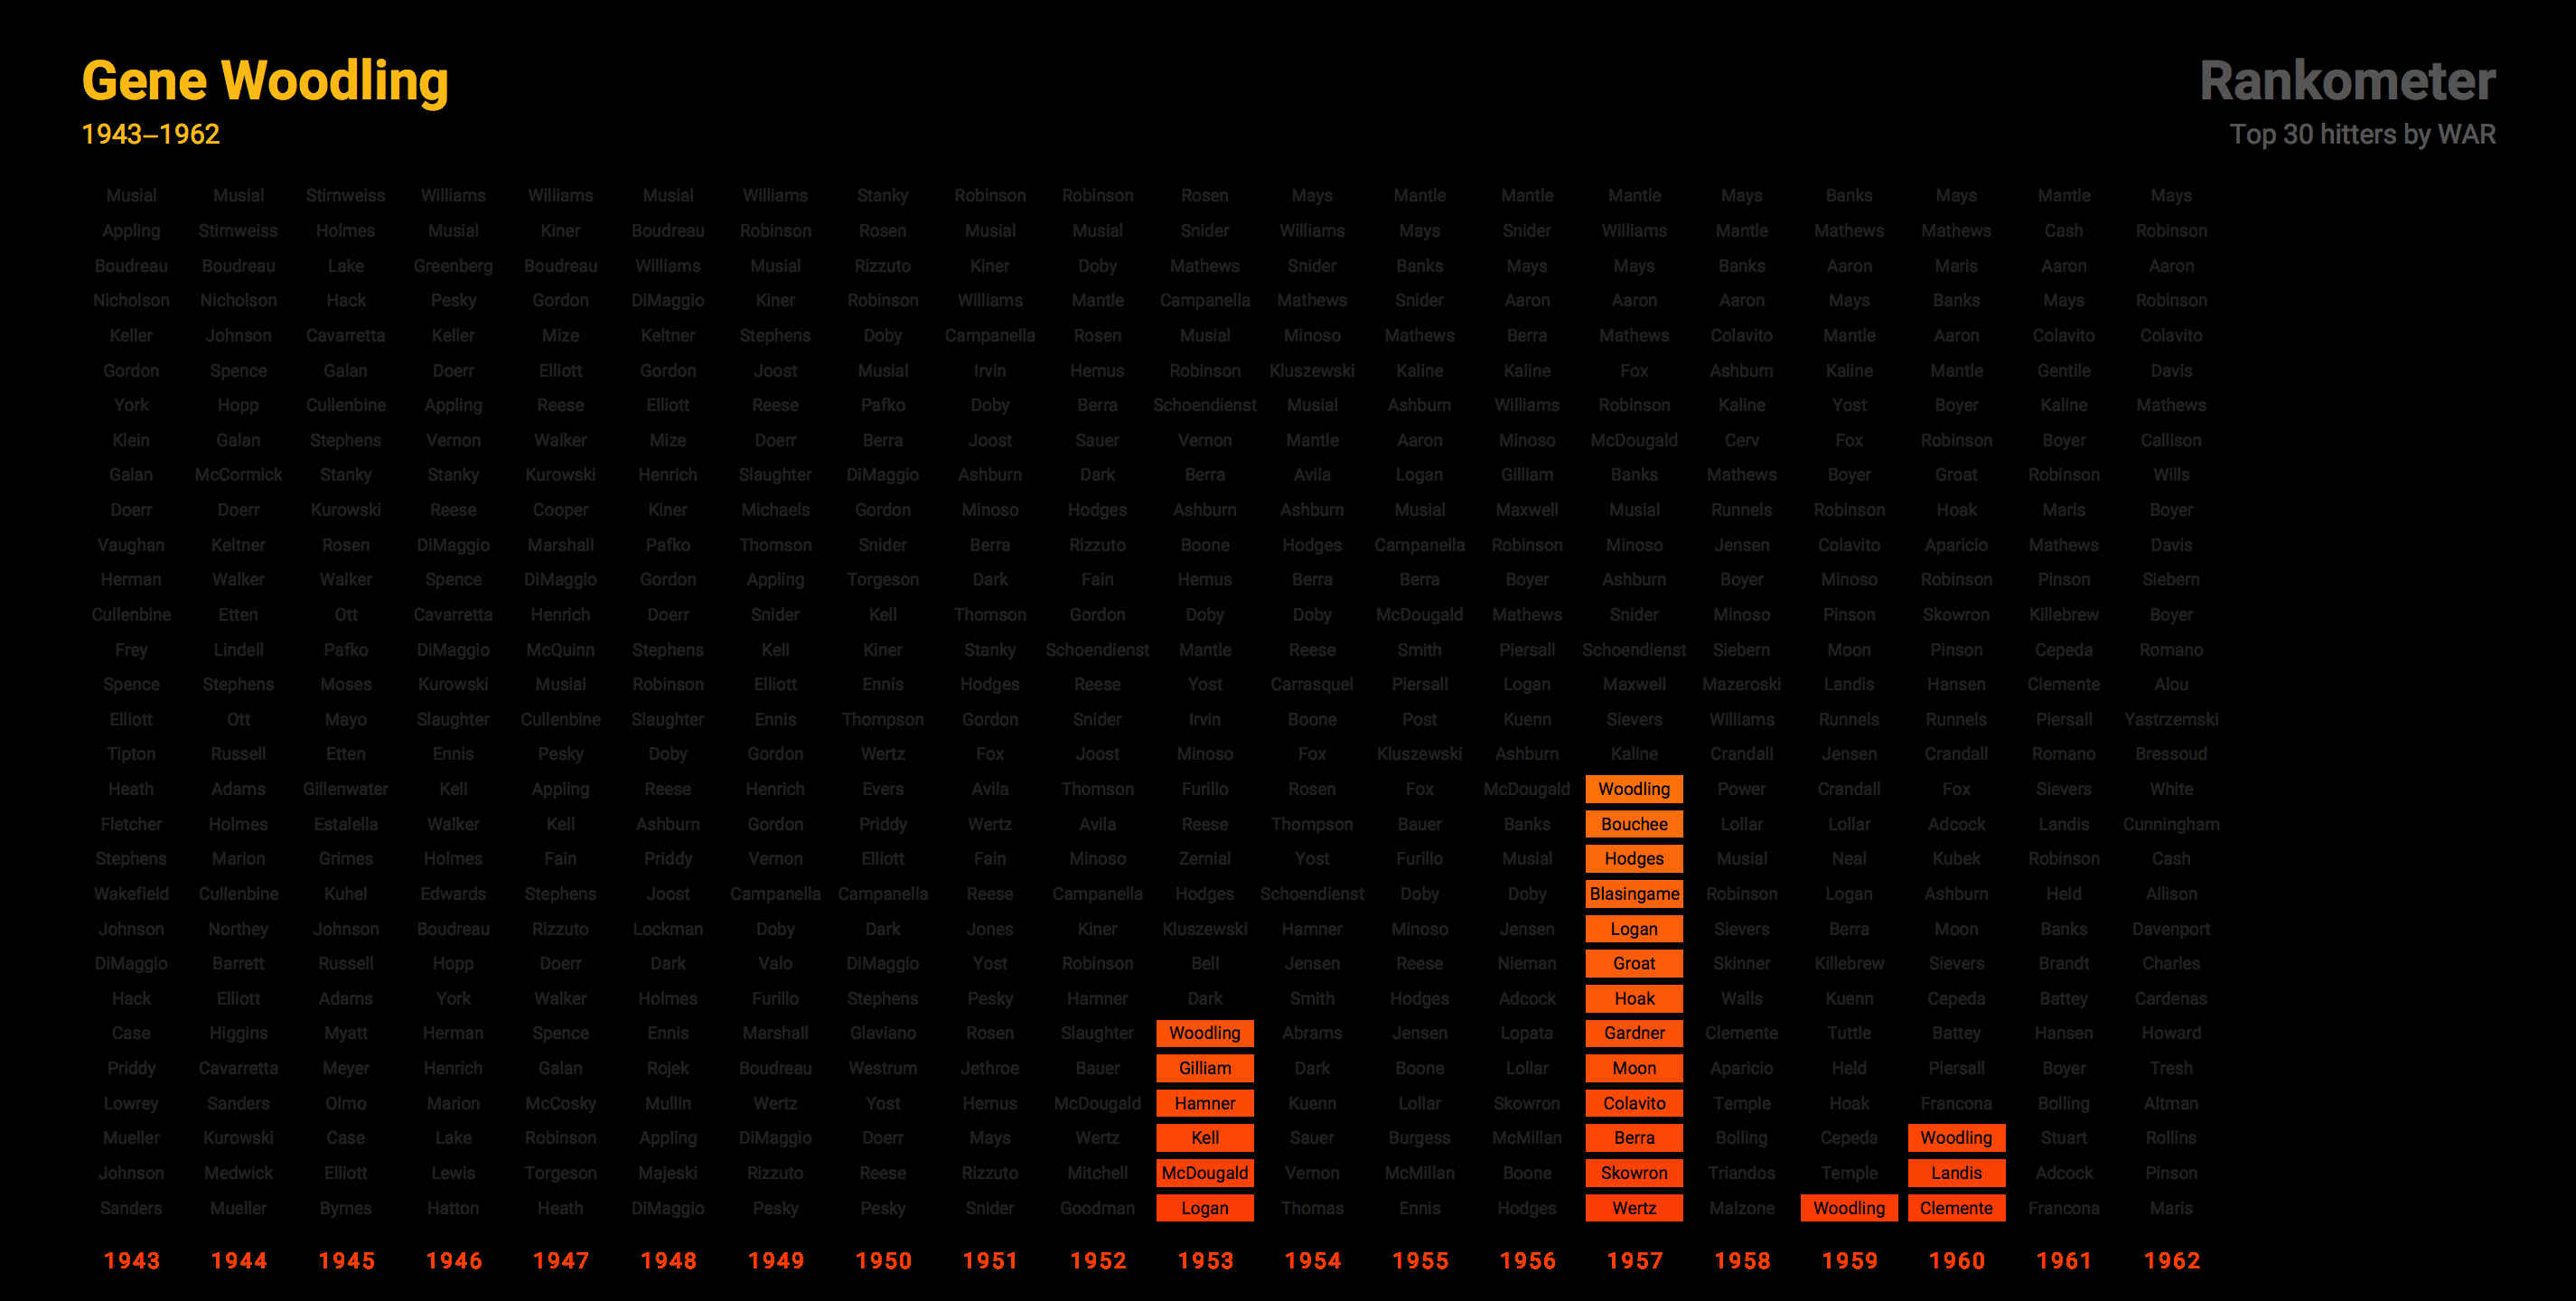 Gene Woodling
1943–1962
Rankometer
Top 30 hitters by WAR
Musial Musial Stirnweiss Williams Williams Musial Williams Stanky Robinson Robinson Rosen Mays Mantle Mantle Mantle Mays Banks Mays Mantle Mays
Appling Stirnweiss Holmes Musial Kiner Boudreau Robinson Rosen Musial Musial Snider Williams Mays Snider Williams Mantle Mathews Mathews Cash Robinson
Boudreau Boudreau Lake Greenberg Boudreau Williams Musial Rizzuto Kiner Doby Mathews Snider Banks Mays Mays Banks Aaron Maris Aaron Aaron
Nicholson Nicholson Hack Pesky Gordon DiMaggio Kiner Robinson Williams Mantle Campanella Mathews Snider Aaron Aaron Aaron Mays Banks Mays Robinson
Keller Johnson Cavarretta Keller Mize Keltner Stephens Doby Campanella Rosen Musial Minoso Mathews Berra Mathews Colavito Mantle Aaron Colavito Colavito
Gordon Spence Galan Doerr Elliott Gordon Joost Musial Irvin Hemus Robinson Kluszewski Kaline Kaline Fox Ashburn Kaline Mantle Gentile Davis
York Hopp Cullenbine Appling Reese Elliott Reese Pafko Doby Berra Schoendienst Musial Ashburn Williams Robinson Kaline Yost Boyer Kaline Mathews
Klein Galan Stephens Vernon Walker Mize Doerr Berra Joost Sauer Vernon Mantle Aaron Minoso McDougald Cerv Fox Robinson Boyer Callison
Galan McCormick Stanky Stanky Kurowski Henrich Slaughter DiMaggio Ashburn Dark Berra Avila Logan Gilliam Banks Mathews Boyer Groat Robinson Wills
Doerr Doerr Kurowski Reese Cooper Kiner Michaels Gordon Minoso Hodges Ashburn Ashburn Musial Maxwell Musial Runnels Robinson Hoak Maris Boyer
Vaughan Keltner Rosen DiMaggio Marshall Pafko Thomson Snider Berra Rizzuto Boone Hodges Campanella Robinson Minoso Jensen Colavito Aparicio Mathews Davis
Herman Walker Walker Spence DiMaggio Gordon Appling Torgeson Dark Fain Hemus Berra Berra Boyer Ashburn Boyer Minoso Robinson Pinson Siebern
Cullenbine Etten Ott Cavarretta Henrich Doerr Snider Kell Thomson Gordon Doby Doby McDougald Mathews Snider Minoso Pinson Skowron Killebrew Boyer
Frey Lindell Pafko DiMaggio McQuinn Stephens Kell Kiner Stanky Schoendienst Mantle Reese Smith Piersall Schoendienst Siebern Moon Pinson Cepeda Romano
Spence Stephens Moses Kurowski Musial Robinson Elliott Ennis Hodges Reese Yost Carrasquel Piersall Logan Maxwell Mazeroski Landis Hansen Clemente Alou
Elliott Ott Mayo Slaughter Cullenbine Slaughter Ennis Thompson Gordon Snider Irvin Boone Post Kuenn Sievers Williams Runnels Runnels Piersall Yastrzemski
Tipton Russell Etten Ennis Pesky Doby Gordon Wertz Fox Joost Minoso Fox Kluszewski Ashburn Kaline Crandall Jensen Crandall Romano Bressoud
Heath Adams Gillenwater Kell Appling Reese Henrich Evers Avila Thomson Furillo Rosen Fox McDougald Woodling Power Crandall Fox Sievers White
Fletcher Holmes Estalella Walker Kell Ashburn Gordon Priddy Wertz Avila Reese Thompson Bauer Banks Bouchee Lollar Lollar Adcock Landis Cunningham
Stephens Marion Grimes Holmes Fain Priddy Vernon Elliott Fain Minoso Zernial Yost Furillo Musial Hodges Musial Neal Kubek Robinson Cash
Wakefield Cullenbine Kuhel Edwards Stephens Joost Campanella Campanella Reese Campanella Hodges Schoendienst Doby Doby Blasingame Robinson Logan Ashburn Held Allison
Johnson Northey Johnson Boudreau Rizzuto Lockman Doby Dark Jones Kiner Kluszewski Hamner Minoso Jensen Logan Sievers Berra Moon Banks Davenport
DiMaggio Barrett Russell Hopp Doerr Dark Valo DiMaggio Yost Robinson Bell Jensen Reese Nieman Groat Skinner Killebrew Sievers Brandt Charles
Hack Elliott Adams York Walker Holmes Furillo Stephens Pesky Hamner Dark Smith Hodges Adcock Hoak Walls Kuenn Cepeda Battey Cardenas
Case Higgins Myatt Herman Spence Ennis Marshall Glaviano Rosen Slaughter Woodling Abrams Jensen Lopata Gardner Clemente Tuttle Battey Hansen Howard
Priddy Cavarretta Meyer Henrich Galan Rojek Boudreau Westrum Jethroe Bauer Gilliam Dark Boone Lollar Moon Aparicio Held Piersall Boyer Tresh
Lowrey Sanders Olmo Marion McCosky Mullin Wertz Yost Hemus McDougald Hamner Kuenn Lollar Skowron Colavito Temple Hoak Francona Bolling Altman
Mueller Kurowski Case Lake Robinson Appling DiMaggio Doerr Mays Wertz Kell Sauer Burgess McMillan Berra Bolling Cepeda Woodling Stuart Rollins
Johnson Medwick Elliott Lewis Torgeson Majeski Rizzuto Reese Rizzuto Mitchell McDougald Vernon McMillan Boone Skowron Triandos Temple Landis Adcock Pinson
Sanders Mueller Byrnes Hatton Heath DiMaggio Pesky Pesky Snider Goodman Logan Thomas Ennis Hodges Wertz Malzone Woodling Clemente Francona Maris
1943 1944 1945 1946 1947 1948 1949 1950 1951 1952 1953 1954 1955 1956 1957 1958 1959 1960 1961 1962